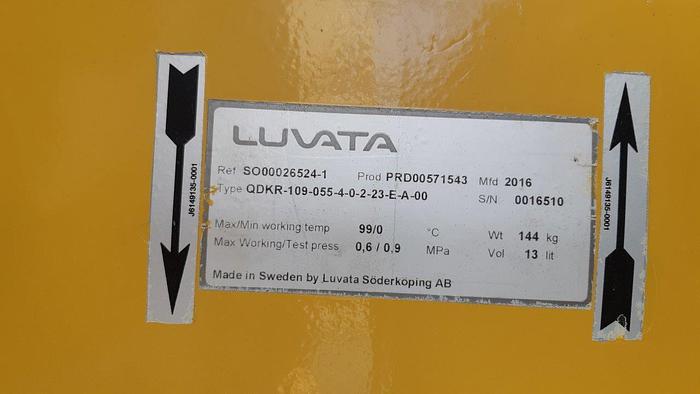 LUVATA
Ref SO00026524-1 Prod PRD00571543 Mfd 2016
Type QDKR-109-055-4-0-2-23-E-A-00 S/N 0016510
Max/Min working temp 99/0 °C Wt 144 kg
Max Working/Test press 0,6 / 0,9 MPa Vol 13 lit
Made in Sweden by Luvata Söderköping AB
J6149135-0001
J6149135-0001